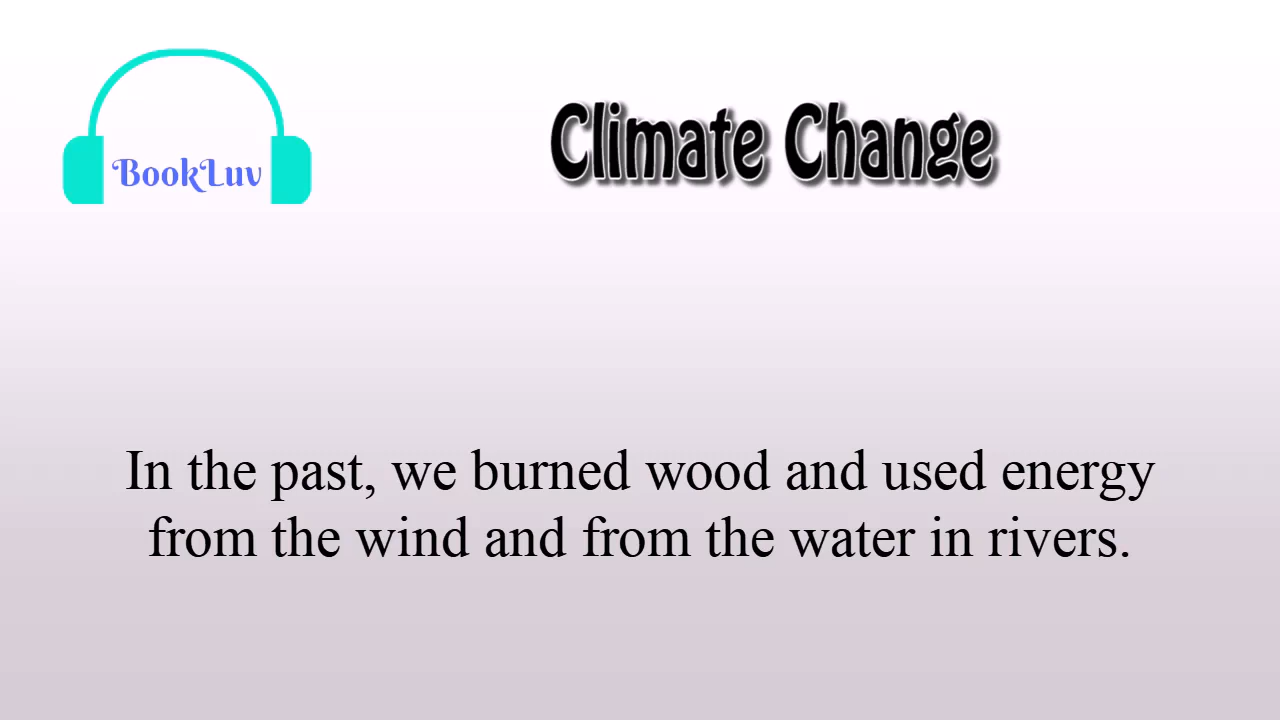 BookLuv
Climate Change
In the past, we burned wood and used energy
from the wind and from the water in rivers.